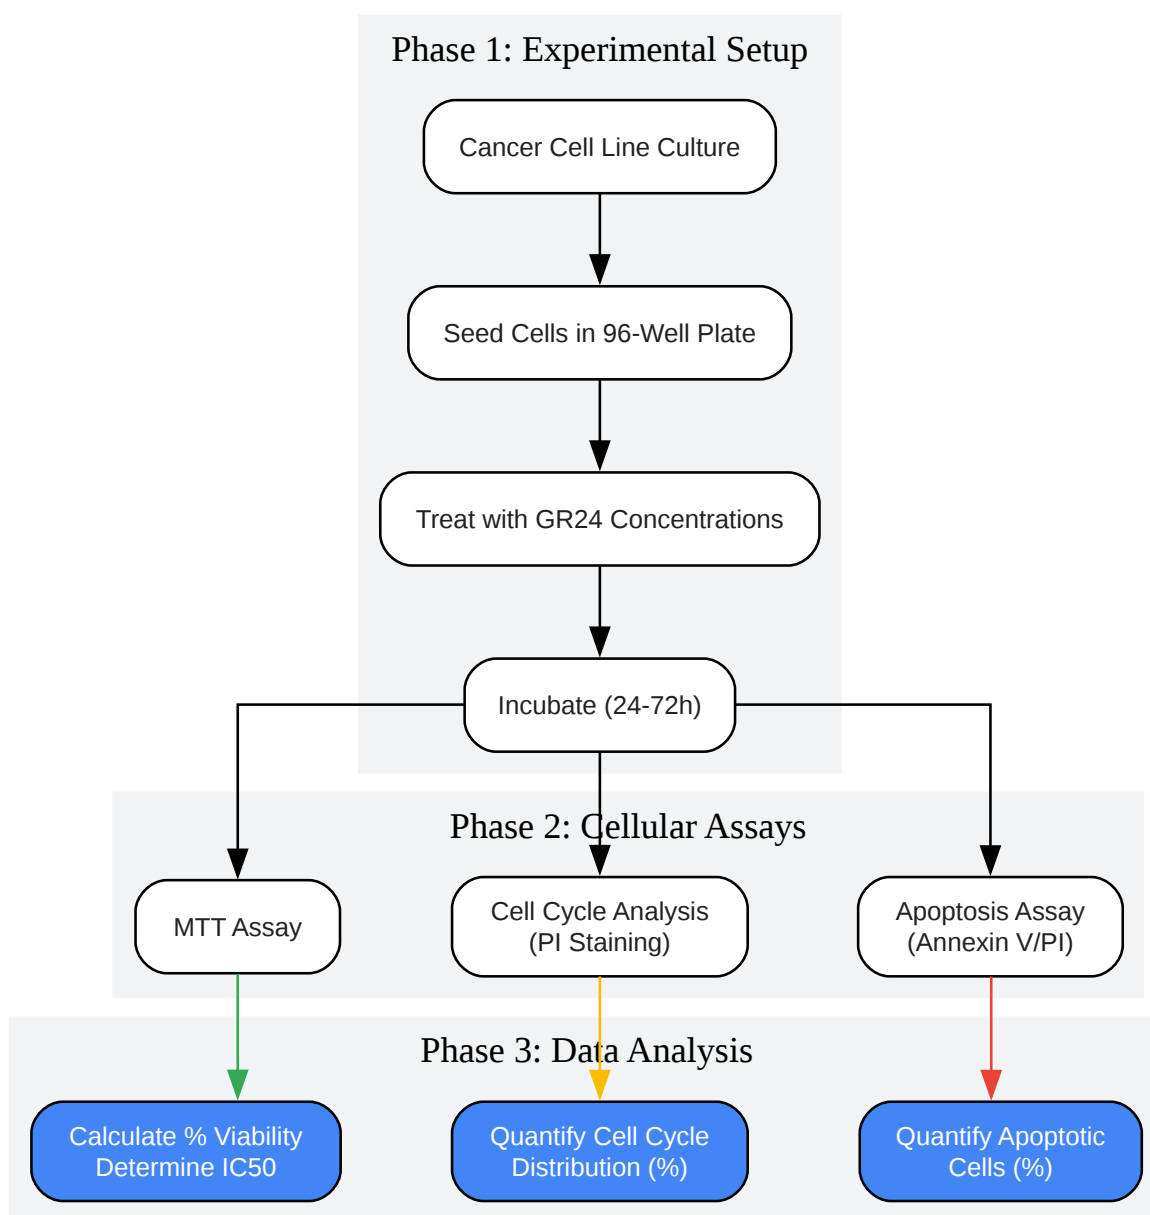 Phase 1: Experimental Setup
Cancer Cell Line Culture
Seed Cells in 96-Well Plate
Treat with GR24 Concentrations
Incubate (24-72h)
Phase 2: Cellular Assays
MTT Assay
Cell Cycle Analysis
(PI Staining)
Apoptosis Assay
(Annexin V/PI)
Phase 3: Data Analysis
Calculate % Viability
Determine IC50
Quantify Cell Cycle
Distribution (%)
Quantify Apoptotic
Cells (%)